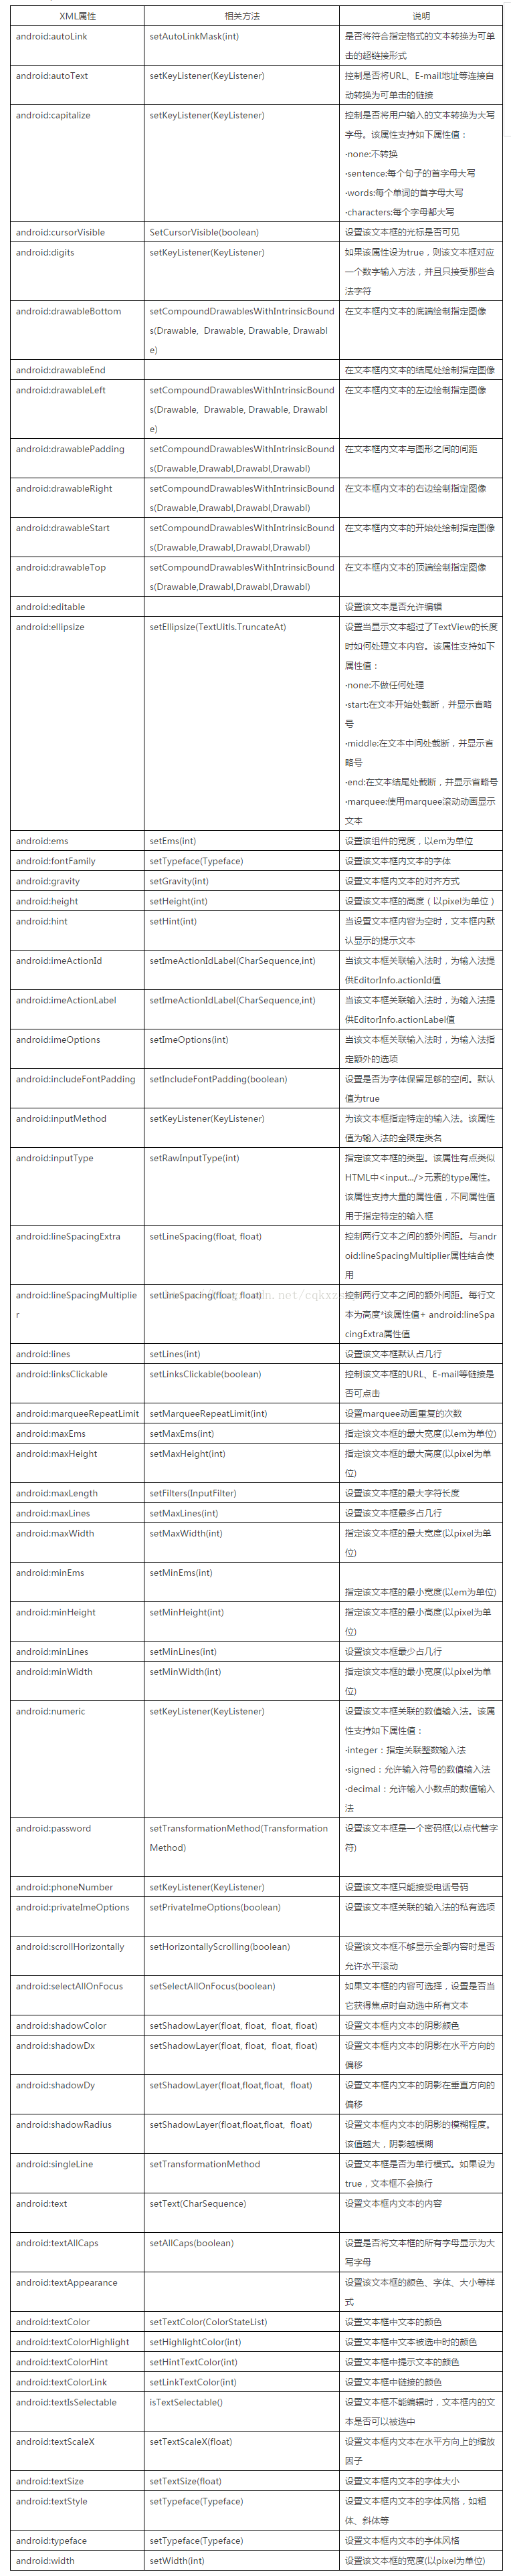 XML属性 相关方法 说明
android:autoLink setAutoLinkMask(int) 是否将符合指定格式的文本转换为可单
击的超链接形式
android:autoText setKeyListener(KeyListener) 控制是否将URL、E-mail地址等连接自
动转换为可单击的链接
android:capitalize setKeyListener(KeyListener) 控制是否将用户输入的文本转换为大写
字母。该属性支持如下属性值：
·none:不转换
·sentence:每个句子的首字母大写
·words:每个单词的首字母大写
·characters:每个字母都大写
android:cursorVisible SetCursorVisible(boolean) 设置该文本框的光标是否可见
android:digits setKeyListener(KeyListener) 如果该属性设为true，则该文本框对应
一个数字输入方法，并且只接受那些合
法字符
android:drawableBottom setCompoundDrawablesWithIntrinsicBound 在文本框内文本的底端绘制指定图像
s(Drawable, Drawable, Drawable, Drawabl
e)
android:drawableEnd 在文本框内文本的结尾处绘制指定图像
android:drawableLeft setCompoundDrawablesWithIntrinsicBound 在文本框内文本的左边绘制指定图像
s(Drawable, Drawable, Drawable, Drawabl
e)
android:drawablePadding setCompoundDrawablesWithIntrinsicBound 在文本框内文本与图形之间的间距
s(Drawable,Drawabl,Drawabl,Drawabl)
android:drawableRight setCompoundDrawablesWithIntrinsicBound 在文本框内文本的右边绘制指定图像
s(Drawable,Drawabl,Drawabl,Drawabl)
android:drawableStart setCompoundDrawablesWithIntrinsicBound 在文本框内文本的开始处绘制指定图像
s(Drawable,Drawabl,Drawabl,Drawabl)
android:drawableTop setCompoundDrawablesWithIntrinsicBound 在文本框内文本的顶端绘制指定图像
s(Drawable,Drawabl,Drawabl,Drawabl)
android:editable 设置该文本是否允许编辑
android:ellipsize setEllipsize(TextUitls.TruncateAt) 设置当显示文本超过了TextView的长度
时如何处理文本内容。该属性支持如下
属性值：
·none:不做任何处理
·start:在文本开始处截断，并显示省略
号
·middle:在文本中间处截断，并显示省
略号
·end:在文本结尾处截断，并显示省略号
·marquee:使用marquee滚动动画显示
文本
android:ems setEms(int) 设置该组件的宽度，以em为单位
android:fontFamily setTypeface(Typeface) 设置该文本框内文本的字体
android:gravity setGravity(int) 设置文本框内文本的对齐方式
android:height setHeight(int) 设置该文本框的高度（以pixel为单位）
android:hint setHint(int) 当设置文本框内容为空时，文本框内默
认显示的提示文本
android:imeActionId setImeActionIdLabel(CharSequence,int) 当该文本框关联输入法时，为输入法提
供EditorInfo.actionId值
android:imeActionLabel setImeActionIdLabel(CharSequence,int) 当该文本框关联输入法时，为输入法提
供EditorInfo.actionLabel值
android:imeOptions setImeOptions(int) 当该文本框关联输入法时，为输入法指
定额外的选项
android:includeFontPadding setIncludeFontPadding(boolean) 设置是否为字体保留足够的空间。默认
值为true
android:inputMethod setKeyListener(KeyListener) 为该文本框指定特定的输入法。该属性
值为输入法的全限定类名
android:inputType setRawInputType(int) 指定该文本框的类型。该属性有点类似
HTML中<input.../>元素的type属性。
该属性支持大量的属性值，不同属性值
用于指定特定的输入框
android:lineSpacingExtra setLineSpacing(float, float) 控制两行文本之间的额外间距。与andr
oid:lineSpacingMultiplier属性结合使
用
android:lineSpacingMultiplie setLineSpacing(float, float) 控制两行文本之间的额外间距。每行文
r 本为高度*该属性值+ android:lineSpa
cingExtra属性值
android:lines setLines(int) 设置该文本框默认占几行
android:linksClickable setLinksClickable(boolean) 控制该文本框的URL、E-mail等链接是
否可点击
android:marqueeRepeatLimit setMarqueeRepeatLimit(int) 设置marquee动画重复的次数
android:maxEms setMaxEms(int) 指定该文本框的最大宽度(以em为单位)
android:maxHeight setMaxHeight(int) 指定该文本框的最大高度(以pixel为单
位)
android:maxLength setFilters(InputFilter) 设置该文本框的最大字符长度
android:maxLines setMaxLines(int) 设置该文本框最多占几行
android:maxWidth setMaxWidth(int) 指定该文本框的最大宽度(以pixel为单
位)
android:minEms setMinEms(int)
指定该文本框的最小宽度(以em为单位)
android:minHeight setMinHeight(int) 指定该文本框的最小高度(以pixel为单
位)
android:minLines setMinLines(int) 设置该文本框最少占几行
android:minWidth setMinWidth(int) 指定该文本框的最小宽度(以pixel为单
位)
android:numeric setKeyListener(KeyListener) 设置该文本框关联的数值输入法。该属
性支持如下属性值：
·integer：指定关联整数输入法
·signed：允许输入符号的数值输入法
·decimal：允许输入小数点的数值输入
法
android:password setTransformationMethod(Transformation 设置该文本框是一个密码框(以点代替字
Method) 符)
android:phoneNumber setKeyListener(KeyListener) 设置该文本框只能接受电话号码
android:privateImeOptions setPrivateImeOptions(boolean) 设置该文本框关联的输入法的私有选项
android:scrollHorizontally setHorizontallyScrolling(boolean) 设置该文本框不够显示全部内容时是否
允许水平滚动
android:selectAllOnFocus setSelectAllOnFocus(boolean) 如果文本框的内容可选择，设置是否当
它获得焦点时自动选中所有文本
android:shadowColor setShadowLayer(float, float, float, float) 设置文本框内文本的阴影颜色
android:shadowDx setShadowLayer(float, float, float, float) 设置文本框内文本的阴影在水平方向的
偏移
android:shadowDy setShadowLayer(float,float,float, float) 设置文本框内文本的阴影在垂直方向的
偏移
android:shadowRadius setShadowLayer(float,float,float, float) 设置文本框内文本的阴影的模糊程度。
该值越大，阴影越模糊
android:singleLine setTransformationMethod 设置文本框是否为单行模式。如果设为
true，文本框不会换行
android:text setText(CharSequence) 设置文本框内文本的内容
android:textAllCaps setAllCaps(boolean) 设置是否将文本框的所有字母显示为大
写字母
android:textAppearance 设置该文本框的颜色、字体、大小等样
式
android:textColor setTextColor(ColorStateList) 设置文本框中文本的颜色
android:textColorHighlight setHighlightColor(int) 设置文本框中文本被选中时的颜色
android:textColorHint setHintTextColor(int) 设置文本框中提示文本的颜色
android:textColorLink setLinkTextColor(int) 设置文本框中链接的颜色
android:textIsSelectable isTextSelectable() 设置文本框不能编辑时，文本框内的文
本是否可以被选中
android:textScaleX setTextScaleX(float) 设置文本框内文本在水平方向上的缩放
因子
android:textSize setTextSize(float) 设置文本框内文本的字体大小
android:textStyle setTypeface(Typeface) 设置文本框内文本的字体风格，如粗
体、斜体等
android:typeface setTypeface(Typeface) 设置文本框内文本的字体风格
android:width setWidth(int) 设置该文本框的宽度(以pixel为单位)